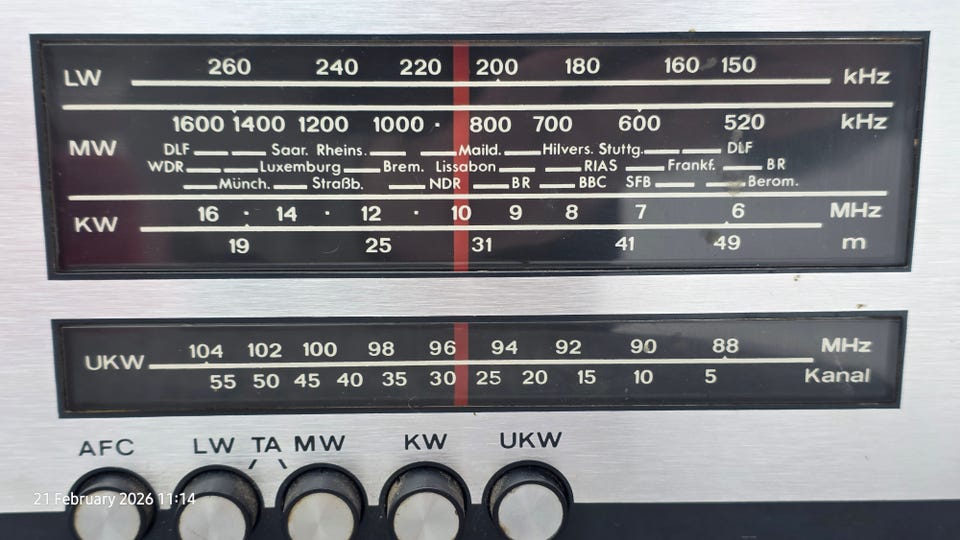 LW 260 240 220 200 180 160 150 kHz
1600 1400 1200 1000 · 800 700 600 520 kHz
MW
DLF Saar. Rheins. Maild. Hilvers. Stuttg. DLF
WDR Luxemburg Brem. Lissabon RIAS Frankf. BR
Münch. Straßb. NDR BR BBC SFB Berom.
KW 16 · 14 · 12 · 10 9 8 7 6 MHz
19 25 31 41 49 m
UKW 104 102 100 98 96 94 92 90 88 MHz
55 50 45 40 35 30 25 20 15 10 5 Kanal
AFC LW TA MW KW UKW
21 February 2026 11:14